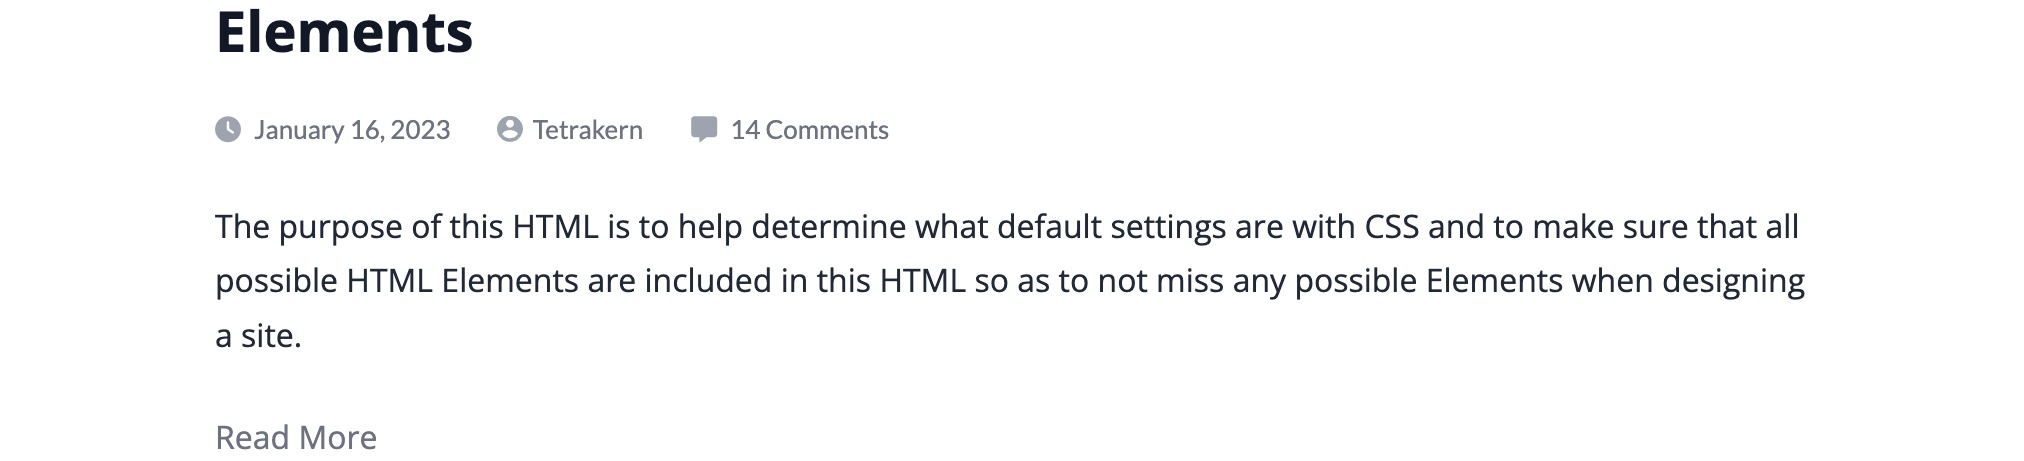 Elements
January 16, 2023 Tetrakern 14 Comments
The purpose of this HTML is to help determine what default settings are with CSS and to make sure that all
possible HTML Elements are included in this HTML so as to not miss any possible Elements when designing
a site.
Read More